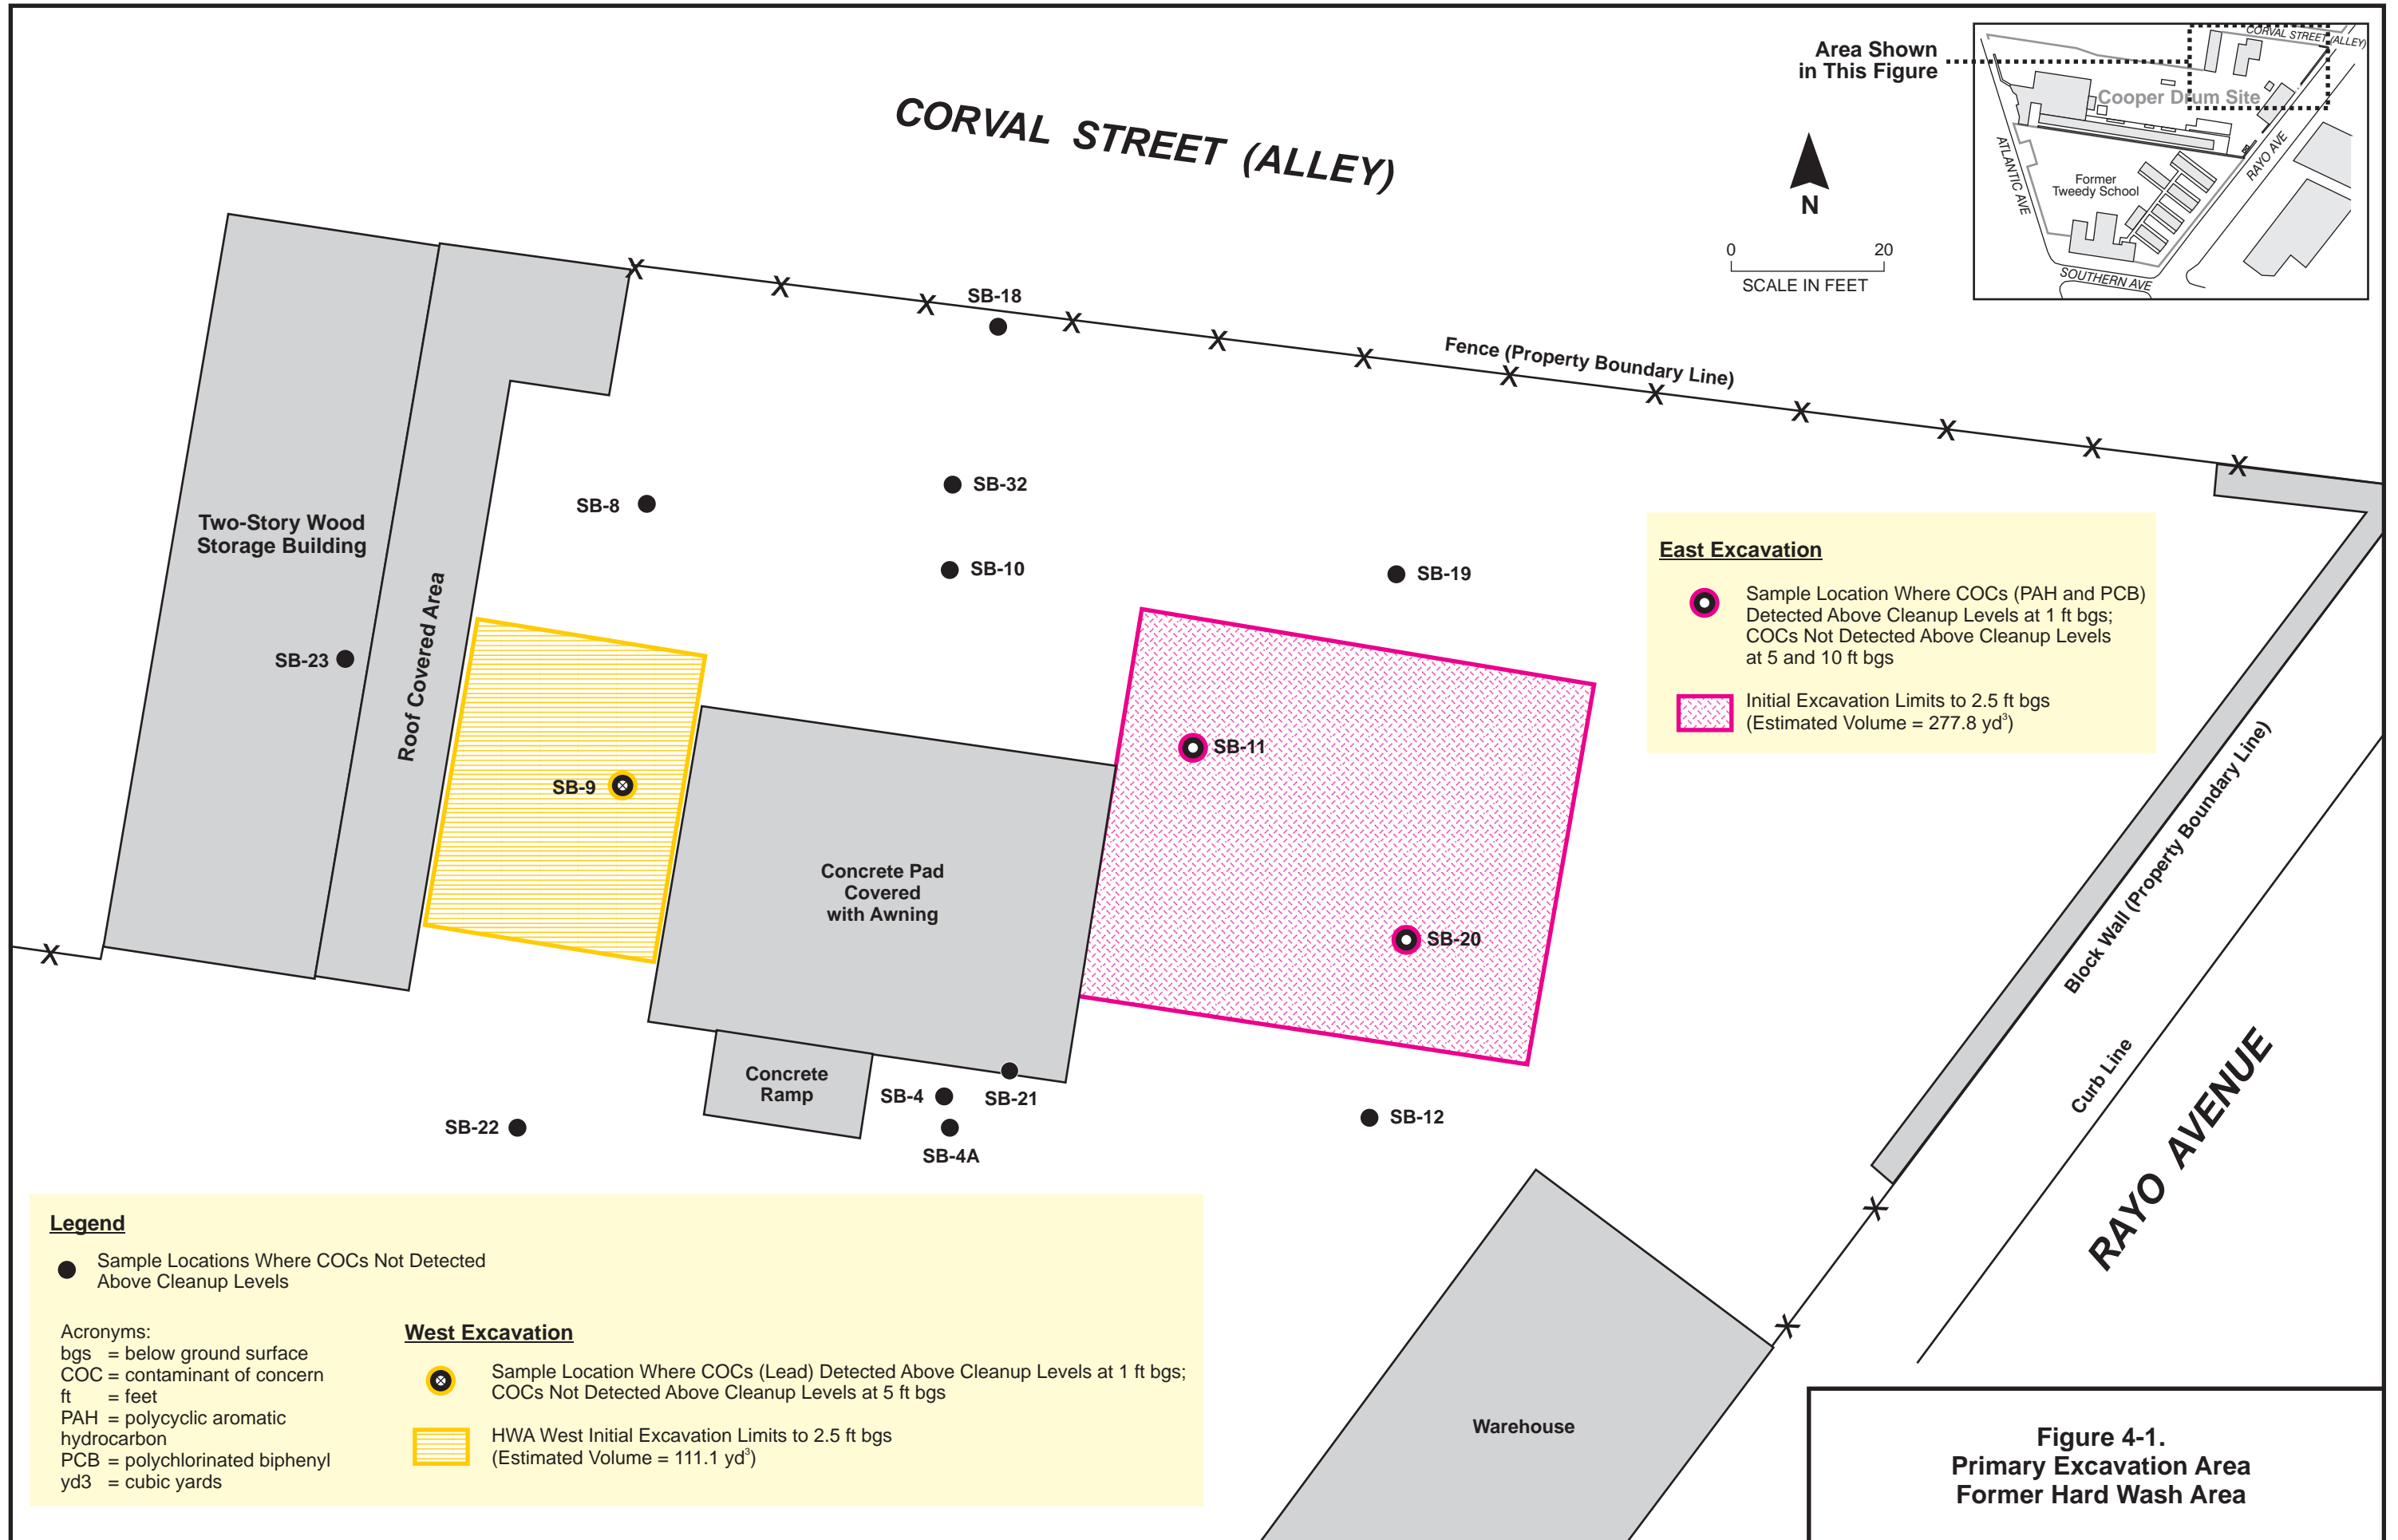 CORVAL STREET (ALLEY)
Area Shown
in This Figure
CORVAL STREET (ALLEY)
Cooper Drum Site
ATLANTIC AVE
Former
Tweedy School
RAYO AVE
SOUTHERN AVE
N
0 20
SCALE IN FEET
X X X X X X X X X X X X
SB-18
Fence (Property Boundary Line)
SB-32
SB-8
SB-10
SB-19
Two-Story Wood
Storage Building
Roof Covered Area
SB-23
SB-9
SB-11
SB-20
Concrete Pad
Covered
with Awning
Concrete
Ramp
SB-4
SB-21
SB-4A
SB-22
SB-12
X
East Excavation
Sample Location Where COCs (PAH and PCB)
Detected Above Cleanup Levels at 1 ft bgs;
COCs Not Detected Above Cleanup Levels
at 5 and 10 ft bgs
Initial Excavation Limits to 2.5 ft bgs
(Estimated Volume = 277.8 yd³)
Block Wall (Property Boundary Line)
Curb Line
RAYO AVENUE
X
X
Warehouse
Legend
Sample Locations Where COCs Not Detected
Above Cleanup Levels
Acronyms:
bgs = below ground surface
COC = contaminant of concern
ft = feet
PAH = polycyclic aromatic
hydrocarbon
PCB = polychlorinated biphenyl
yd3 = cubic yards
West Excavation
Sample Location Where COCs (Lead) Detected Above Cleanup Levels at 1 ft bgs;
COCs Not Detected Above Cleanup Levels at 5 ft bgs
HWA West Initial Excavation Limits to 2.5 ft bgs
(Estimated Volume = 111.1 yd³)
Figure 4-1.
Primary Excavation Area
Former Hard Wash Area